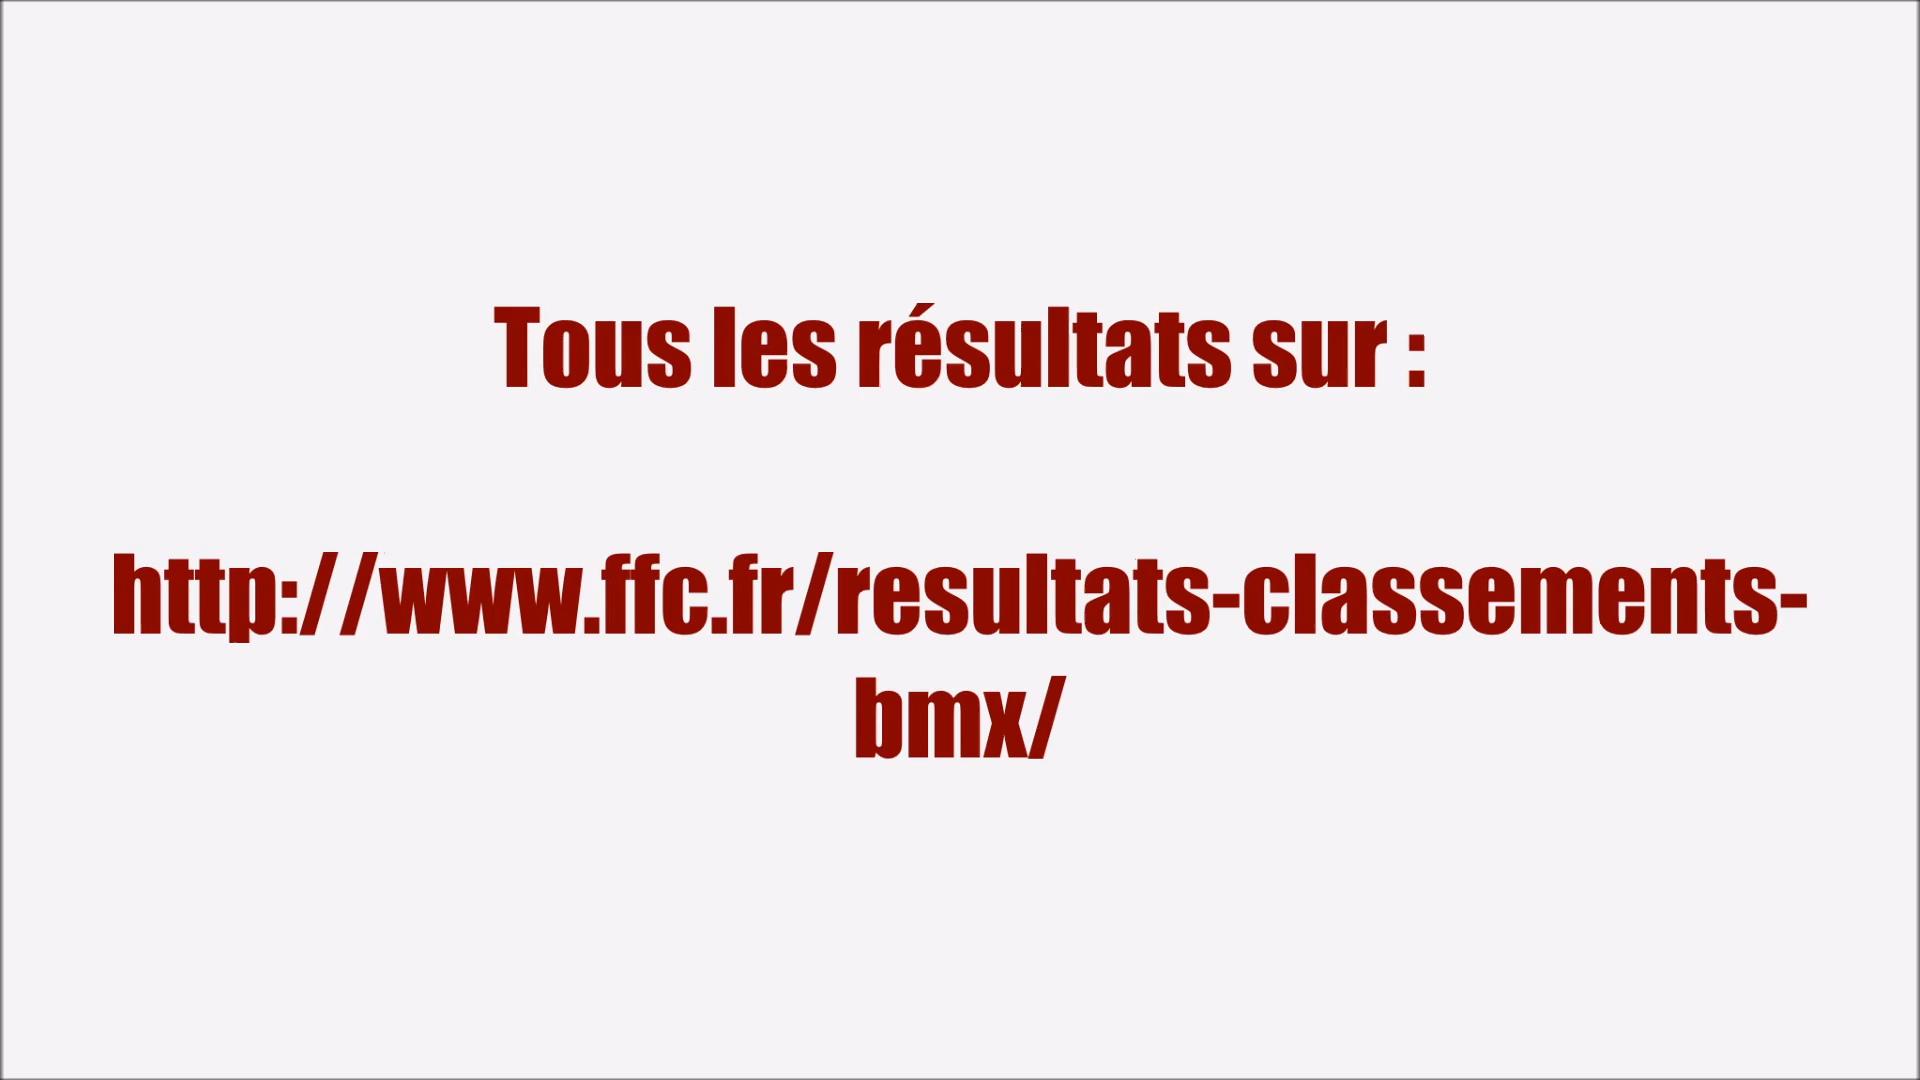 Tous les résultats sur :
http://www.ffc.fr/resultats-classements-
bmx/